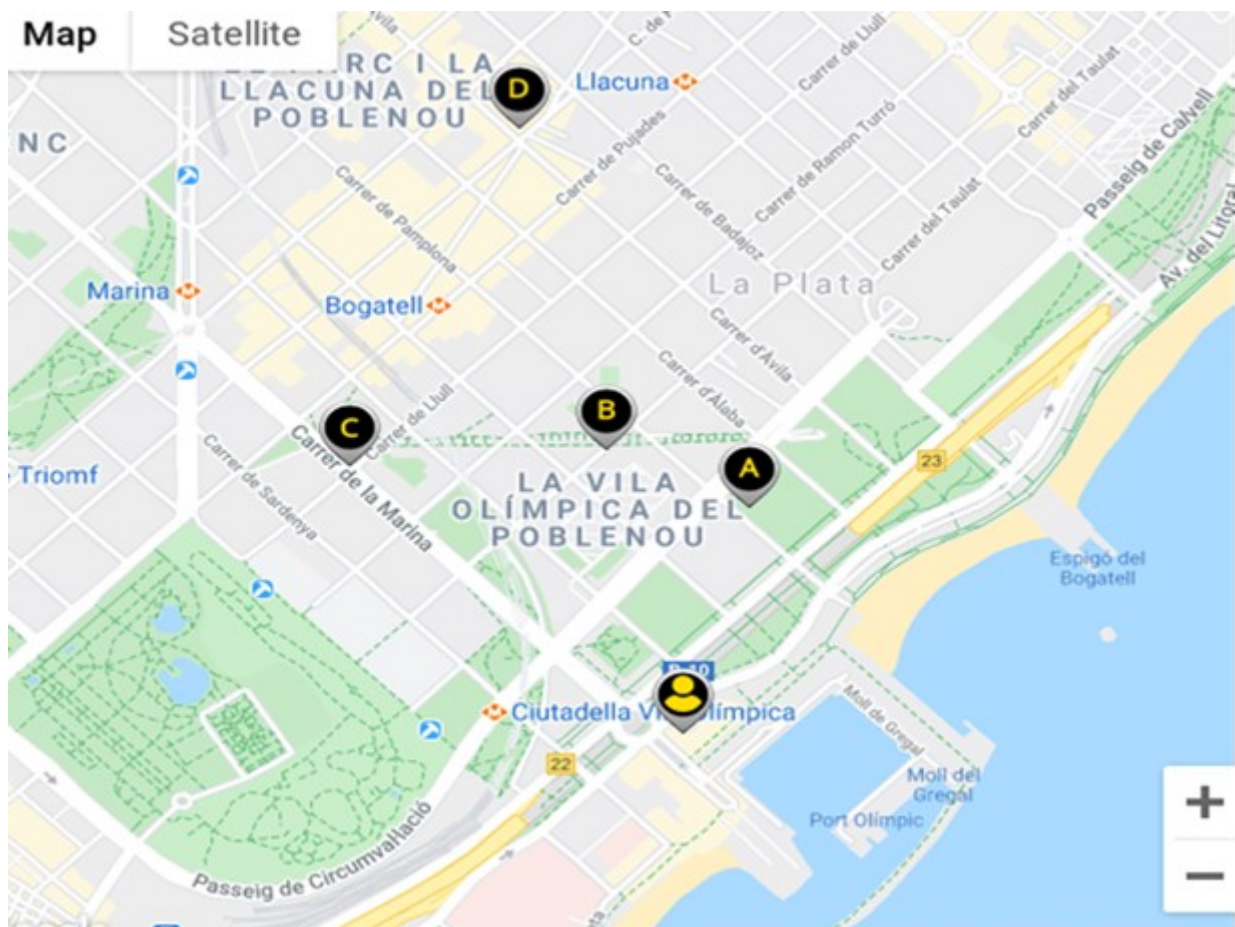 Map
Satellite
LLACUNA DEL
POBLENOU
D
Llacuna
C. de
Carrer de Llull
Carrer del Taulat
NC
Carrer de Pujades
Carrer de Ramon Turró
Carrer del Taulat
Passeig de Calvell
Av. del Litoral
Carrer de Pamplona
Carrer de Badajoz
La Plata
Marina
Bogatell
Carrer d'Àvila
Carrer d'Àlaba
Carrer de Llull
C
B
A
23
Triomf
Carrer de Sardenya
Carrer de la Marina
LA VILA
OLÍMPICA DEL
POBLENOU
Espigó del
Bogatell
Ciutadella Vila Olímpica
22
Moll de Gregal
Moll del
Gregal
Port Olímpic
Passeig de Circumval·lació
+
−